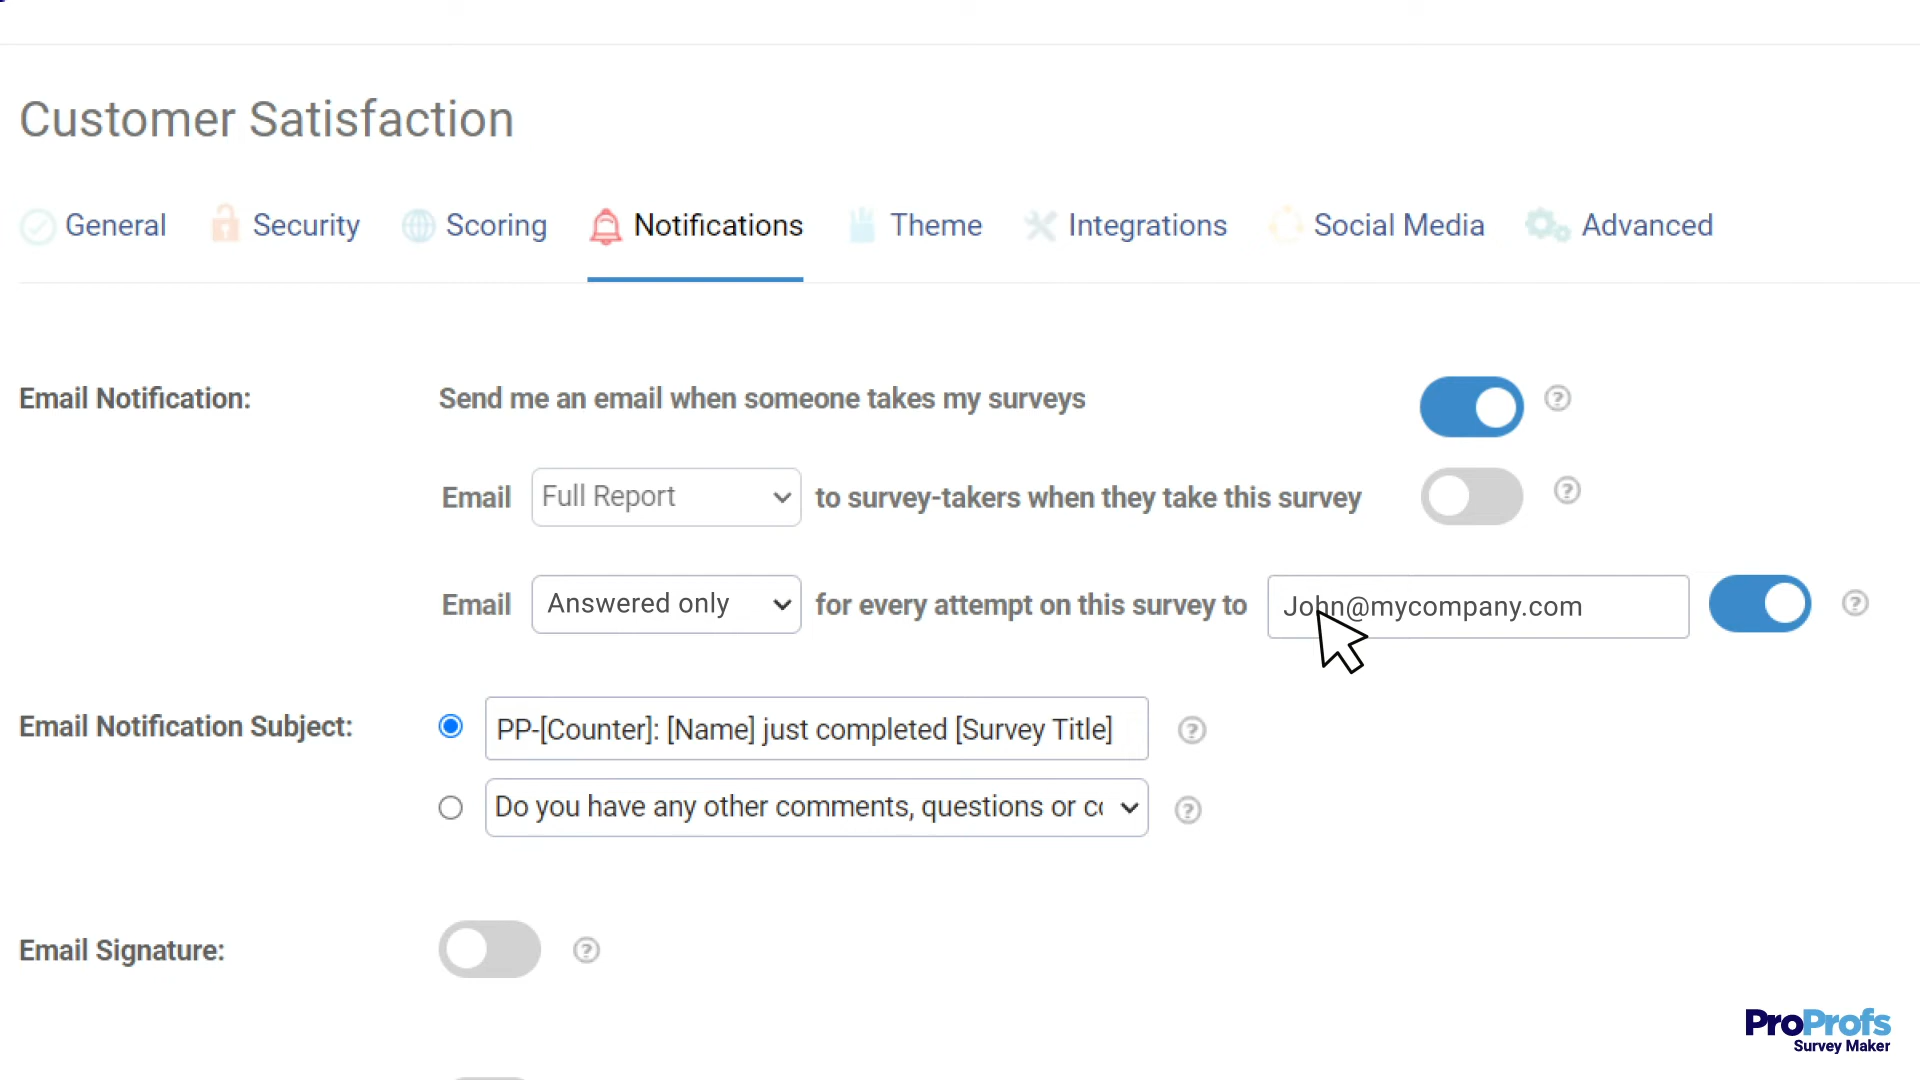 Customer Satisfaction
General Security Scoring Notifications Theme Integrations Social Media Advanced
Email Notification: Send me an email when someone takes my surveys
Email Full Report to survey-takers when they take this survey
Email Answered only for every attempt on this survey to John@mycompany.com
Email Notification Subject: PP-[Counter]: [Name] just completed [Survey Title]
Do you have any other comments, questions or co
Email Signature:
ProProfs
Survey Maker